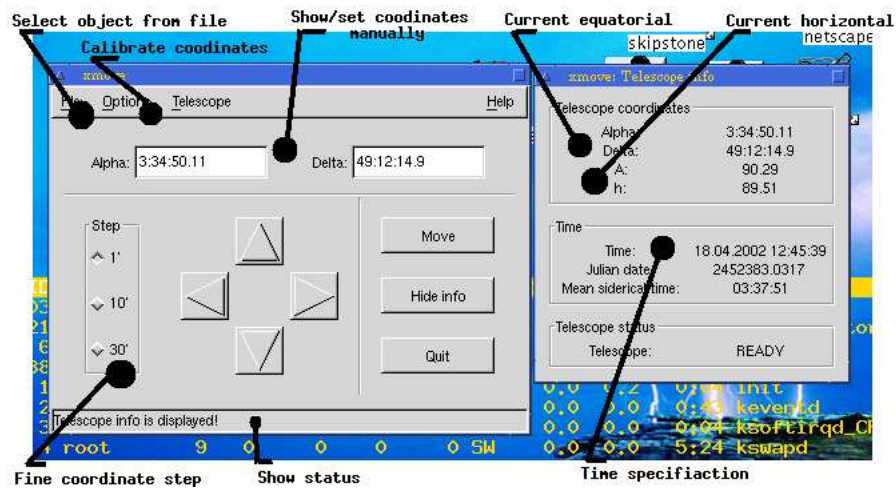 Select object from file
Show/set coodinates
manually
Current equatorial
Current horizontal
Calibrate coodinates
skipstone
netscape
xmove
xmove: Telescope info
File Options Telescope Help
Telescope coordinates
Alpha: 3:34:50.11
Delta: 49:12:14.9
A: 90.29
h: 89.51
Alpha: 3:34:50.11 Delta: 49:12:14.9
Step
1'
10'
30'
Move
Hide info
Quit
Time
Time: 18.04.2002 12:45:39
Julian date: 2452383.0317
Mean siderical time: 03:37:51
Telescope status
Telescope: READY
Telescope info is displayed!
0.0 0.2 0:04 init
0.0 0.0 0:43 keventd
0.0 0.0 0:04 ksoftirqd_CP
4 root 9 0 0 0 0 SW 0.0 0.0 5:24 kswapd
Fine coordinate step
Show status
Time specifiaction